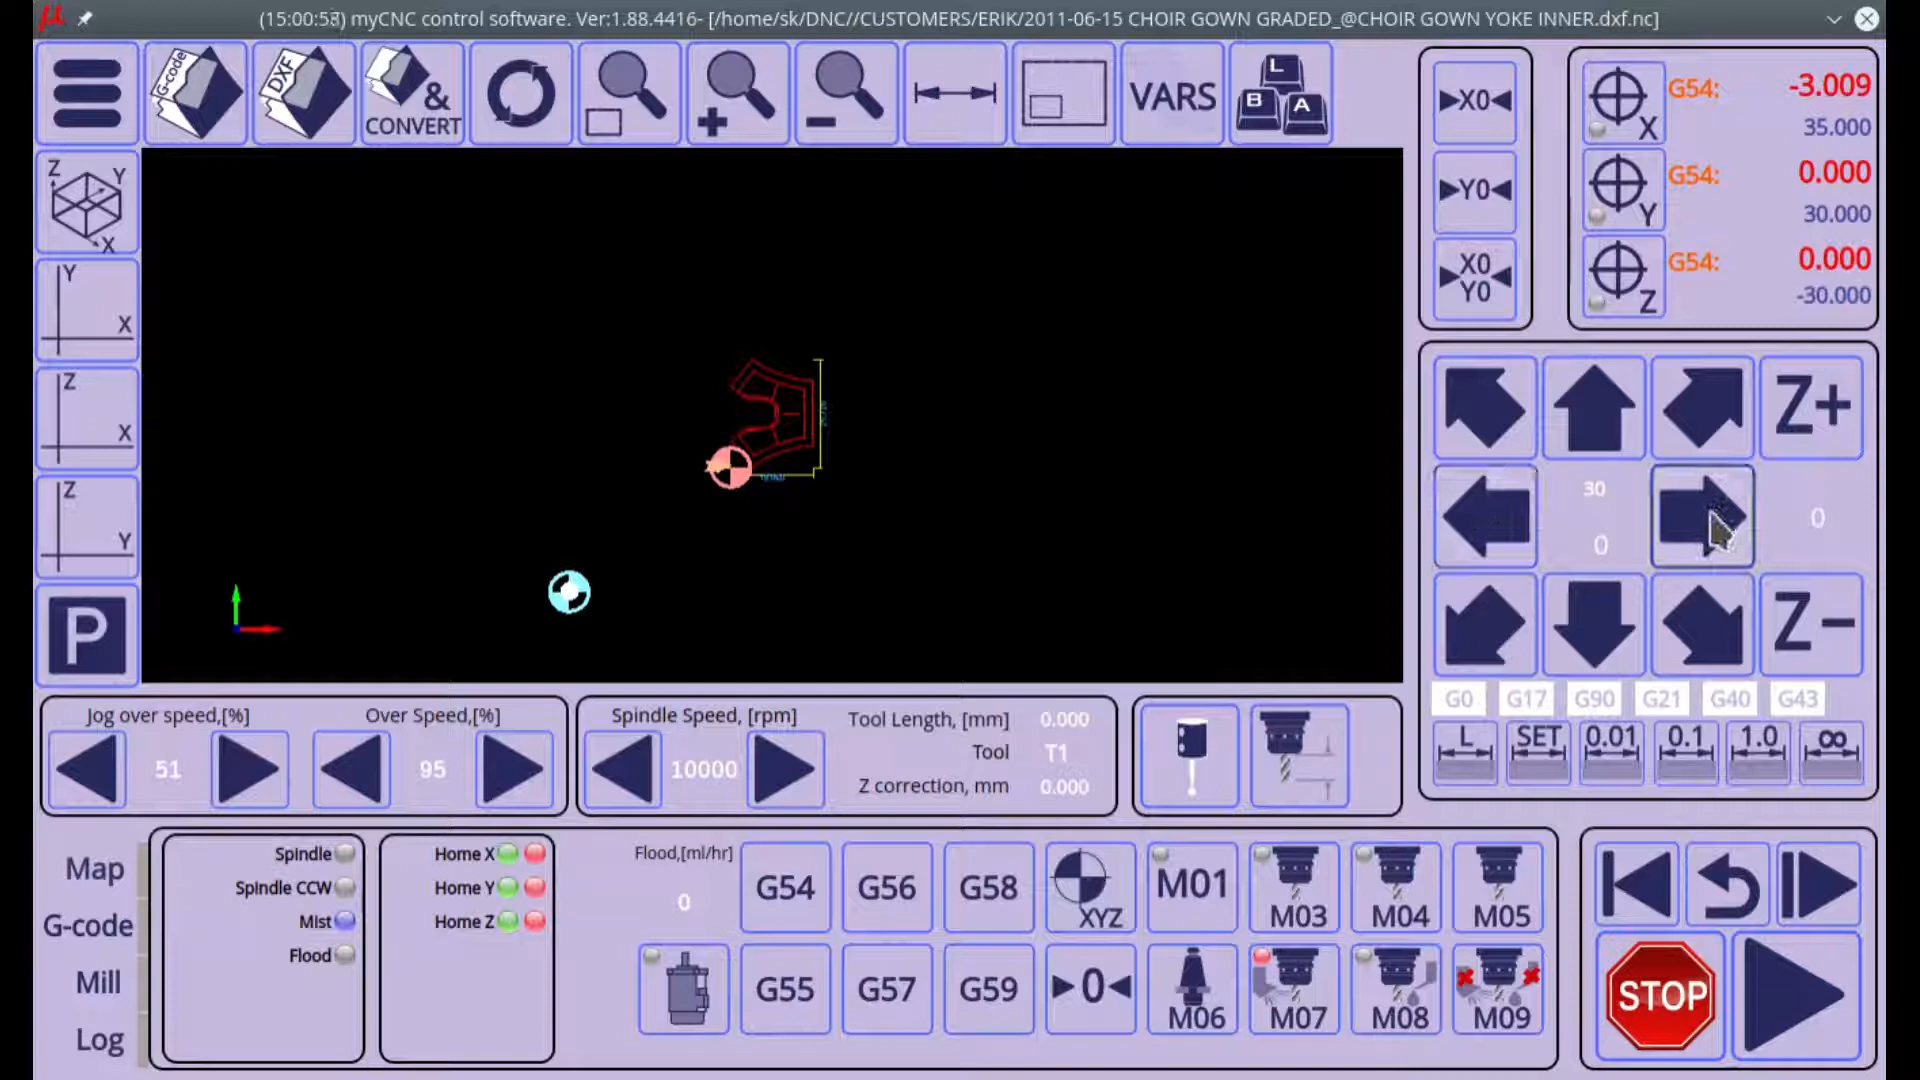 (15:00:53) myCNC control software. Ver:1.88.4416- [/home/sk/DNC//CUSTOMERS/ERIK/2011-06-15 CHOIR GOWN GRADED_@CHOIR GOWN YOKE INNER.dxf.nc]
G-code
DXF
&
CONVERT
VARS
L
B
A
X0
Y0
X0
Y0
X
G54:
-3.009
35.000
Y
G54:
0.000
30.000
Z
G54:
0.000
-30.000
Z
Y
X
Y
X
Z
X
Z
Y
P
Z+
30
0
0
Z-
G0
G17
G90
G21
G40
G43
L
SET
0.01
0.1
1.0
∞
Jog over speed,[%]
51
Over Speed,[%]
95
Spindle Speed, [rpm]
10000
Tool Length, [mm]
0.000
Tool
T1
Z correction, mm
0.000
Map
G-code
Mill
Log
Spindle
Spindle CCW
Mist
Flood
Home X
Home Y
Home Z
Flood,[ml/hr]
0
G54
G56
G58
XYZ
M01
M03
M04
M05
G55
G57
G59
0
M06
M07
M08
M09
STOP